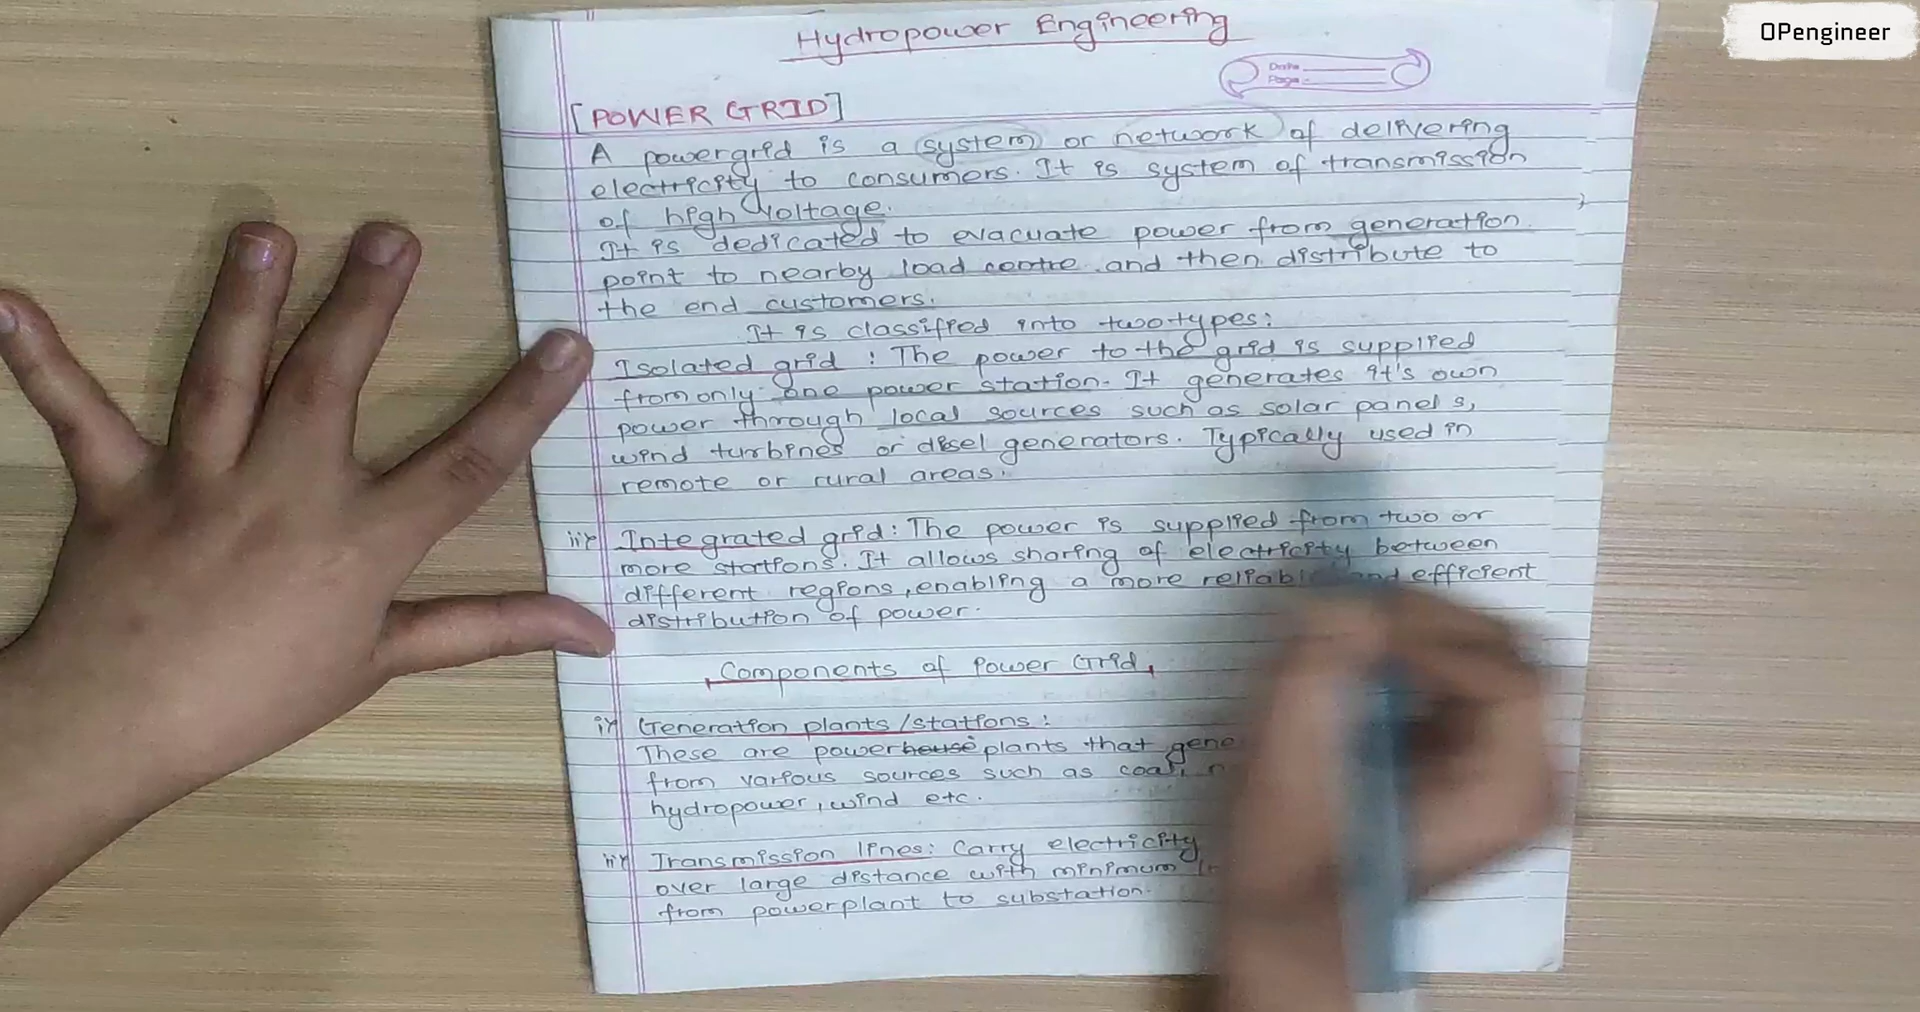 OPengineer
Hydropower Engineering
Date
Page
[POWER GRID]
A powergrid is a system or network of delivering
electricity to consumers. It is system of transmission
of high voltage.
It is dedicated to evacuate power from generation
point to nearby load centre and then distribute to
the end customers.
It is classified into two types:
Isolated grid : The power to the grid is supplied
from only one power station. It generates it's own
power through local sources such as solar panels,
wind turbines or disel generators. Typically used in
remote or rural areas.
ii) Integrated grid: The power is supplied from two or
more stations. It allows sharing of electricity between
different regions, enabling a more and efficient
distribution of power.
Components of Power Grid
i) Generation plants/stations:
These are powerhouse plants that
from various sources such as coal,
hydropower, wind etc.
ii) Transmission lines: Carry electricity
over large distance with minimum
from powerplant to substation.